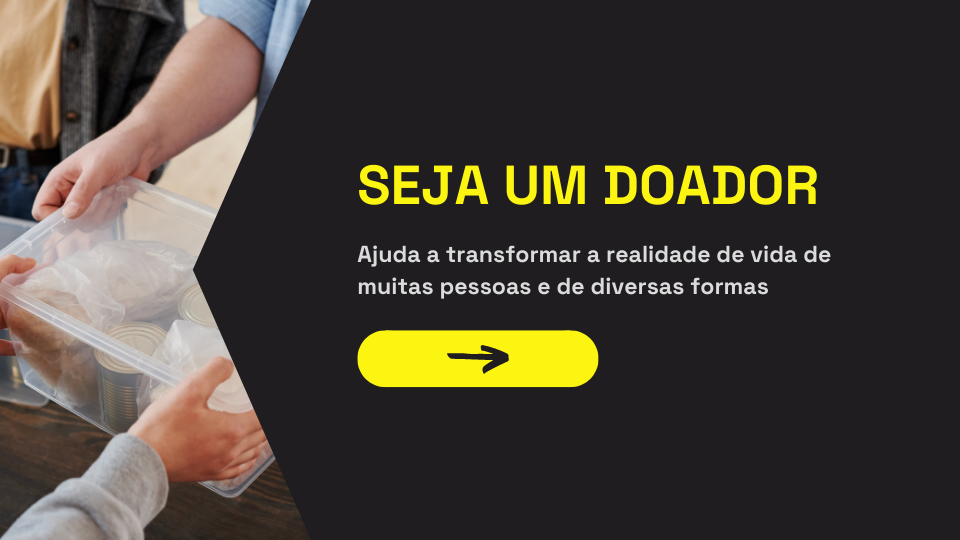 SEJA UM DOADOR
Ajuda a transformar a realidade de vida de
muitas pessoas e de diversas formas